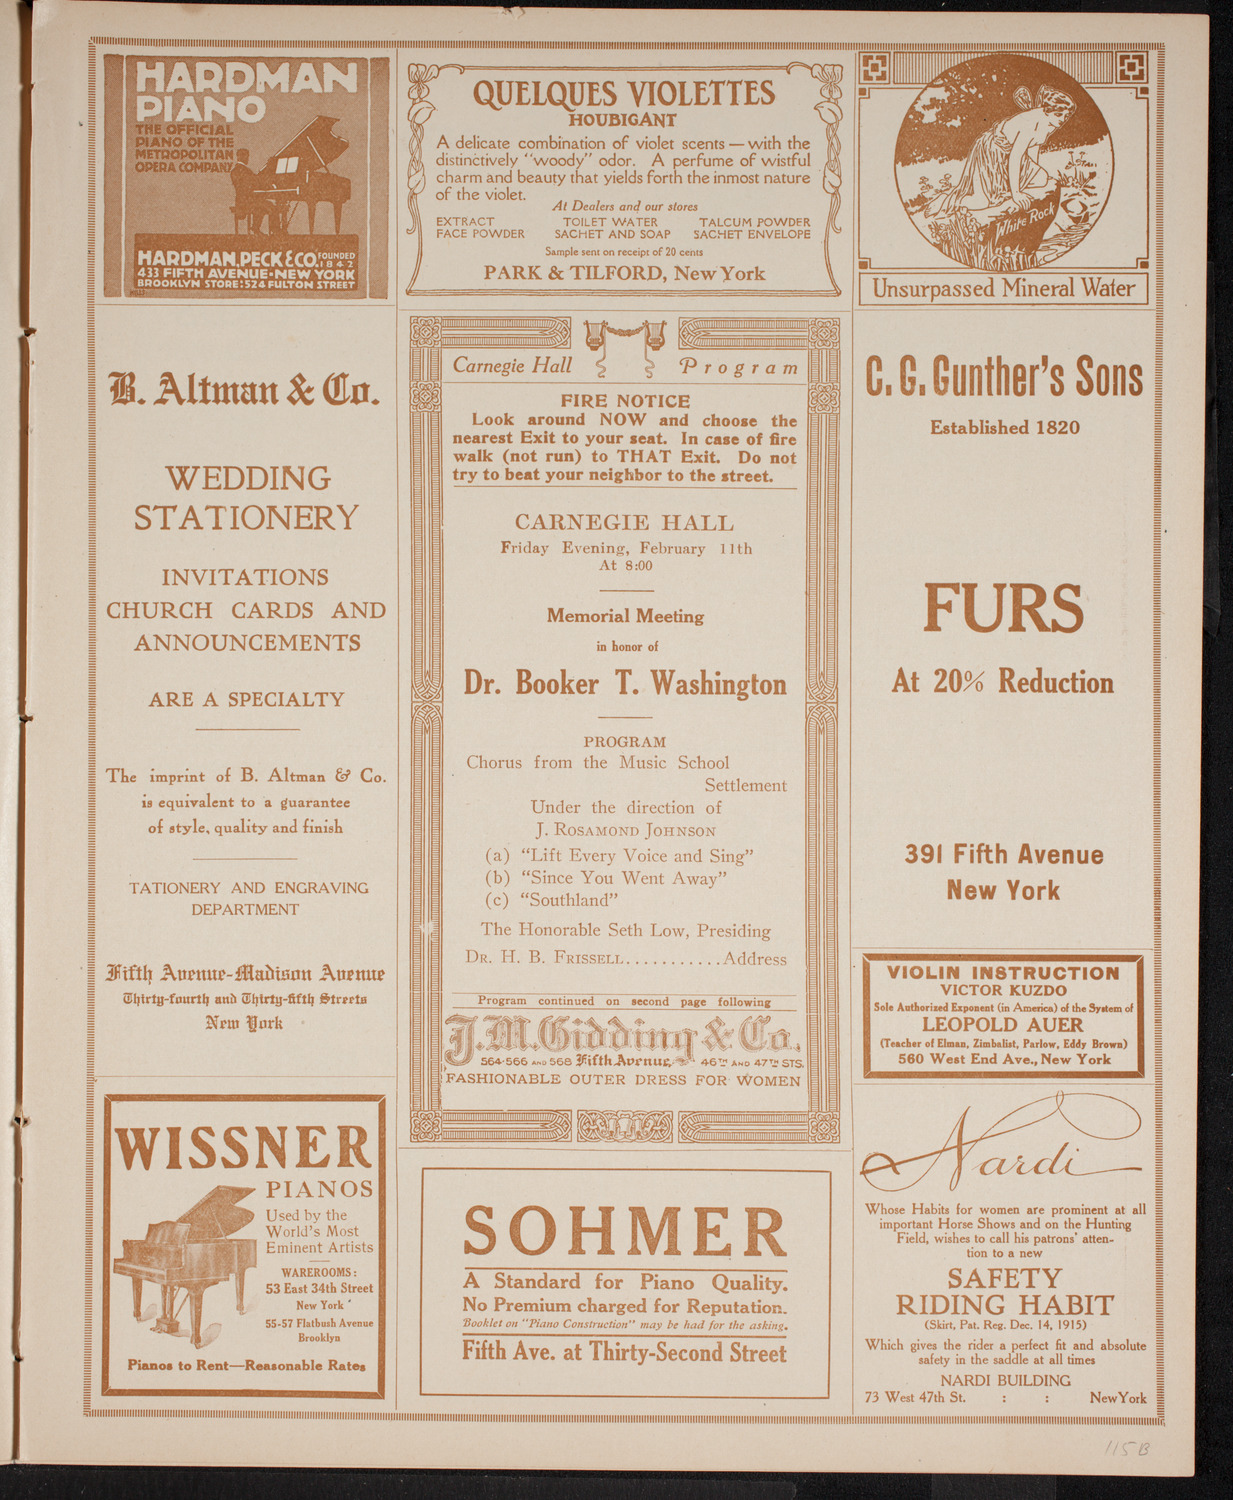 HARDMAN
PIANO
THE OFFICIAL
PIANO OF THE
METROPOLITAN
OPERA COMPANY
HARDMAN, PECK & CO. FOUNDED 1842
433 FIFTH AVENUE-NEW YORK
BROOKLYN STORE: 524 FULTON STREET
QUELQUES VIOLETTES
HOUBIGANT
A delicate combination of violet scents — with the
distinctively "woody" odor. A perfume of wistful
charm and beauty that yields forth the inmost nature
of the violet.
At Dealers and our stores
EXTRACT TOILET WATER TALCUM POWDER
FACE POWDER SACHET AND SOAP SACHET ENVELOPE
Sample sent on receipt of 20 cents
PARK & TILFORD, New York
White Rock
Unsurpassed Mineral Water
B. Altman & Co.
WEDDING
STATIONERY
INVITATIONS
CHURCH CARDS AND
ANNOUNCEMENTS
ARE A SPECIALTY
The imprint of B. Altman & Co.
is equivalent to a guarantee
of style, quality and finish
TATIONERY AND ENGRAVING
DEPARTMENT
Fifth Avenue-Madison Avenue
Thirty-fourth and Thirty-fifth Streets
New York
WISSNER
PIANOS
Used by the
World's Most
Eminent Artists
WAREROOMS:
53 East 34th Street
New York
55-57 Flatbush Avenue
Brooklyn
Pianos to Rent—Reasonable Rates
Carnegie Hall Program
FIRE NOTICE
Look around NOW and choose the
nearest Exit to your seat. In case of fire
walk (not run) to THAT Exit. Do not
try to beat your neighbor to the street.
CARNEGIE HALL
Friday Evening, February 11th
At 8:00
Memorial Meeting
in honor of
Dr. Booker T. Washington
PROGRAM
Chorus from the Music School
Settlement
Under the direction of
J. ROSAMOND JOHNSON
(a) "Lift Every Voice and Sing"
(b) "Since You Went Away"
(c) "Southland"
The Honorable Seth Low, Presiding
DR. H. B. FRISSELL...........Address
Program continued on second page following
J.M. Gidding & Co.
564-566 AND 568 Fifth Avenue, 46TH AND 47TH STS.
FASHIONABLE OUTER DRESS FOR WOMEN
SOHMER
A Standard for Piano Quality.
No Premium charged for Reputation.
Booklet on "Piano Construction" may be had for the asking.
Fifth Ave. at Thirty-Second Street
C. G. Gunther's Sons
Established 1820
FURS
At 20% Reduction
391 Fifth Avenue
New York
VIOLIN INSTRUCTION
VICTOR KUZDO
Sole Authorized Exponent (in America) of the System of
LEOPOLD AUER
(Teacher of Elman, Zimbalist, Parlow, Eddy Brown)
560 West End Ave., New York
Nardi
Whose Habits for women are prominent at all
important Horse Shows and on the Hunting
Field, wishes to call his patrons' atten-
tion to a new
SAFETY
RIDING HABIT
(Skirt, Pat. Reg. Dec. 14, 1915)
Which gives the rider a perfect fit and absolute
safety in the saddle at all times
NARDI BUILDING
73 West 47th St. : : New York
115B